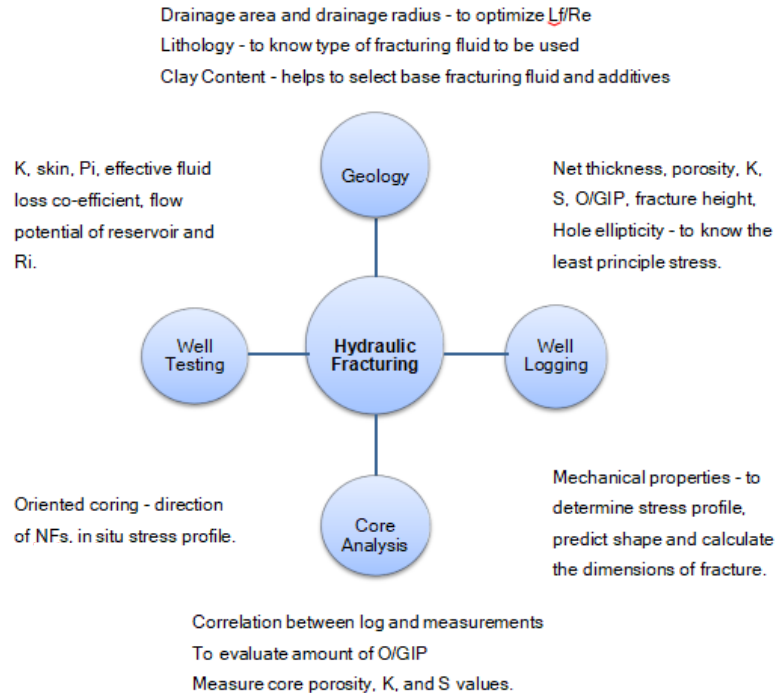 Drainage area and drainage radius - to optimize Lf/Re
Lithology - to know type of fracturing fluid to be used
Clay Content - helps to select base fracturing fluid and additives
K, skin, Pi, effective fluid
loss co-efficient, flow
potential of reservoir and
Ri.
Geology
Net thickness, porosity, K,
S, O/GIP, fracture height,
Hole ellipticity - to know the
least principle stress.
Well
Testing
Hydraulic
Fracturing
Well
Logging
Oriented coring - direction
of NFs. in situ stress profile.
Core
Analysis
Mechanical properties - to
determine stress profile,
predict shape and calculate
the dimensions of fracture.
Correlation between log and measurements
To evaluate amount of O/GIP
Measure core porosity, K, and S values.